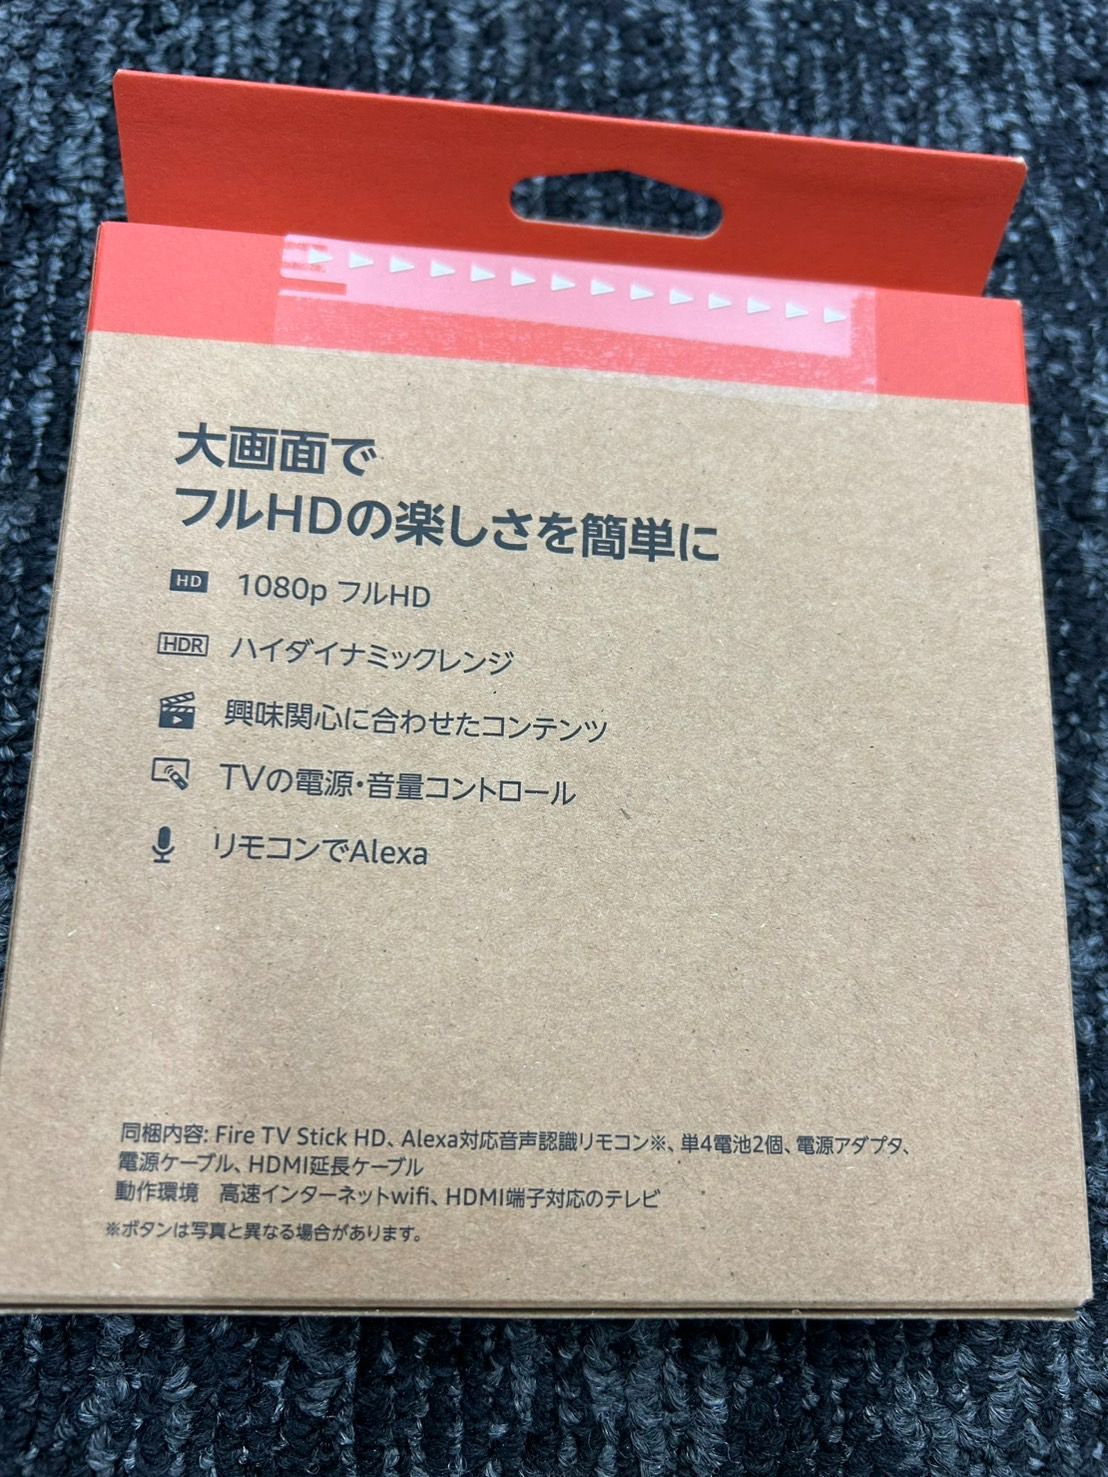 大画面で
フルHDの楽しさを簡単に
HD 1080p フルHD
HDR ハイダイナミックレンジ
興味関心に合わせたコンテンツ
TVの電源・音量コントロール
リモコンでAlexa
同梱内容: Fire TV Stick HD、Alexa対応音声認識リモコン※、単4電池2個、電源アダプタ、
電源ケーブル、HDMI延長ケーブル
動作環境　高速インターネットwifi、HDMI端子対応のテレビ
※ボタンは写真と異なる場合があります。